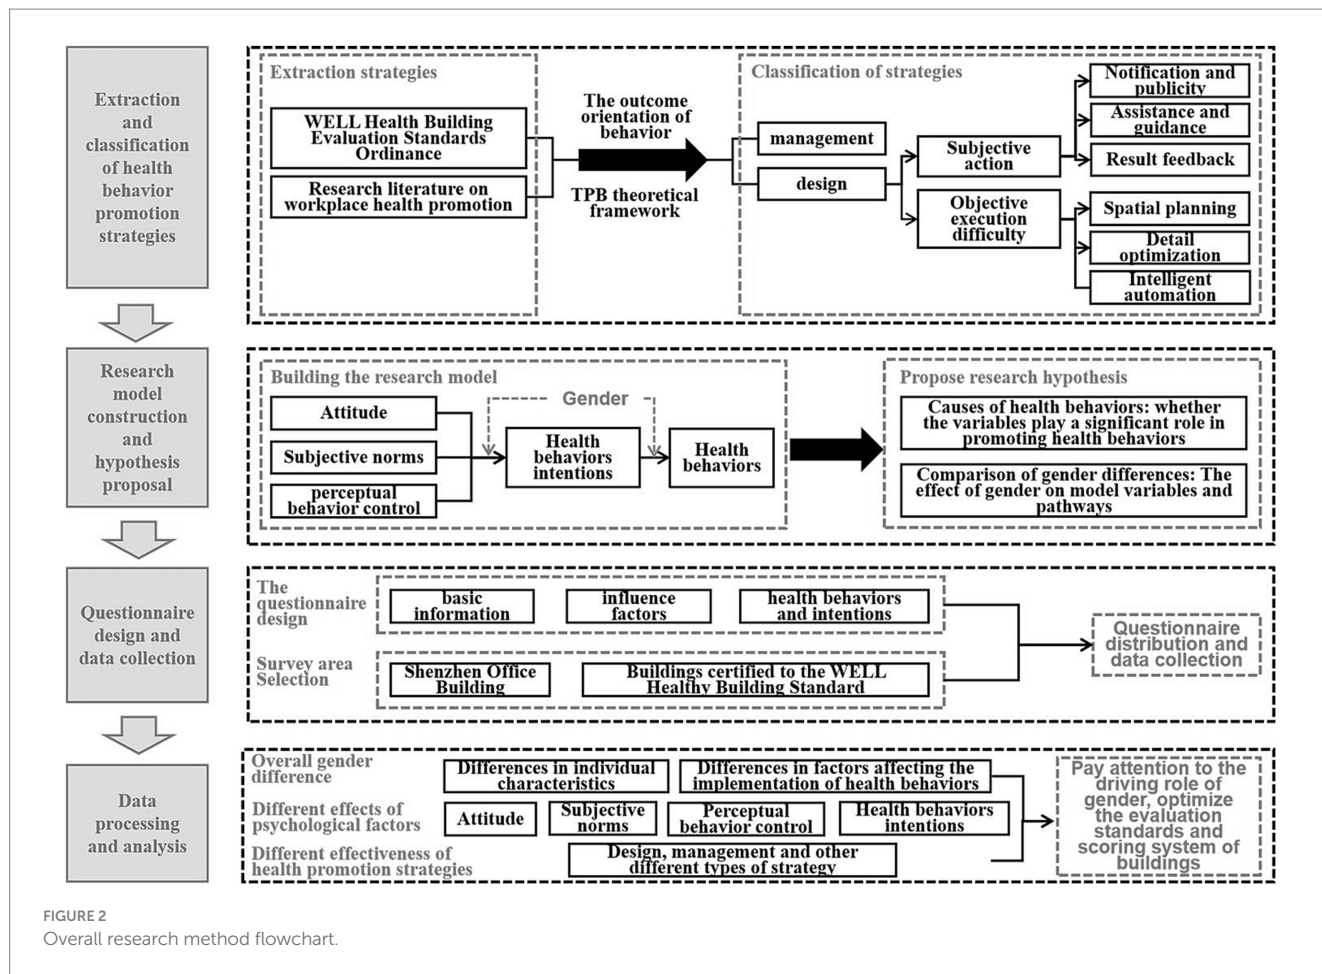 Extraction
and
classification
of health
behavior
promotion
strategies
Extraction strategies
WELL Health Building
Evaluation Standards
Ordinance
Research literature on
workplace health promotion
The outcome
orientation of
behavior
TPB theoretical
framework
Classification of strategies
management
design
Subjective
action
Objective
execution
difficulty
Notification and
publicity
Assistance and
guidance
Result feedback
Spatial planning
Detail
optimization
Intelligent
automation
Research
model
construction
and
hypothesis
proposal
Building the research model
Attitude
Subjective norms
perceptual
behavior control
Gender
Health
behaviors
intentions
Health
behaviors
Propose research hypothesis
Causes of health behaviors: whether
the variables play a significant role in
promoting health behaviors
Comparison of gender differences: The
effect of gender on model variables and
pathways
Questionnaire
design and
data collection
The
questionnaire
design
basic
information
influence
factors
health behaviors
and intentions
Survey area
Selection
Shenzhen Office
Building
Buildings certified to the WELL
Healthy Building Standard
Questionnaire
distribution and
data collection
Data
processing
and analysis
Overall gender
difference
Differences in individual
characteristics
Differences in factors affecting the
implementation of health behaviors
Different effects of
psychological factors
Attitude
Subjective
norms
Perceptual
behavior control
Health behaviors
intentions
Different effectiveness of
health promotion strategies
Design, management and other
different types of strategy
Pay attention to the
driving role of
gender, optimize
the evaluation
standards and
scoring system of
buildings
FIGURE 2
Overall research method flowchart.